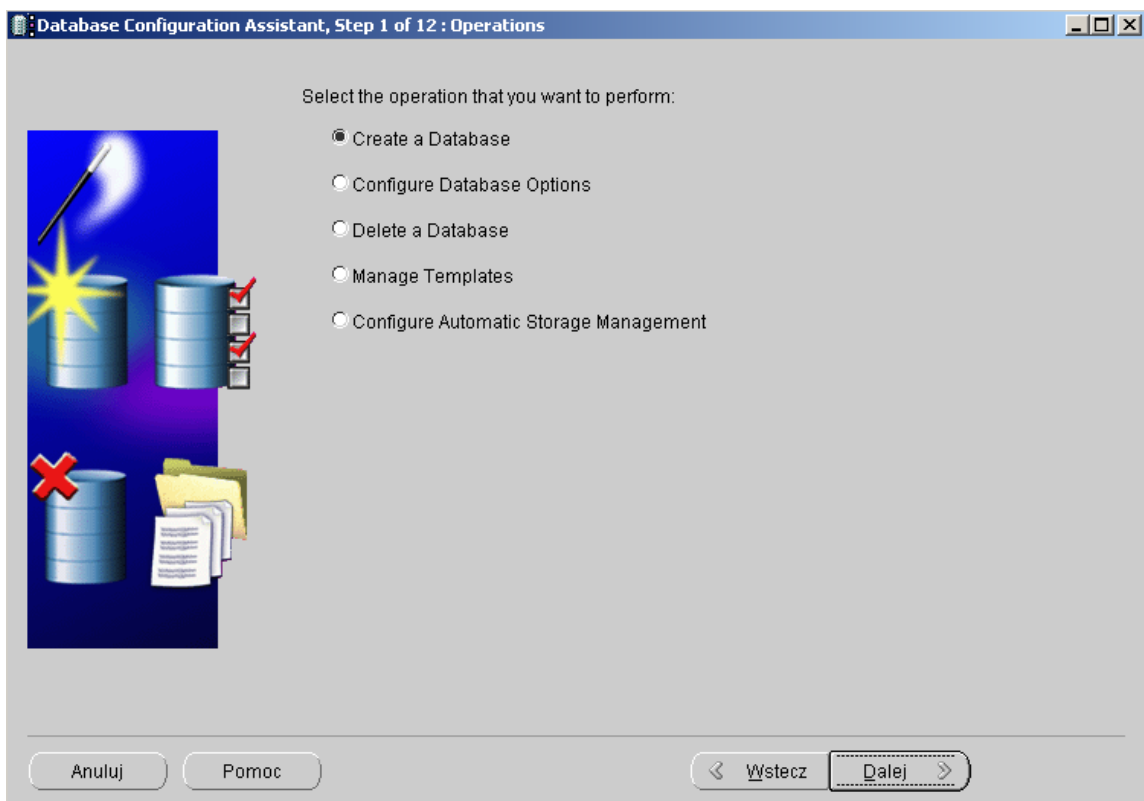 Database Configuration Assistant, Step 1 of 12 : Operations
Select the operation that you want to perform:
Create a Database
Configure Database Options
Delete a Database
Manage Templates
Configure Automatic Storage Management
Anuluj
Pomoc
Wstecz
Dalej